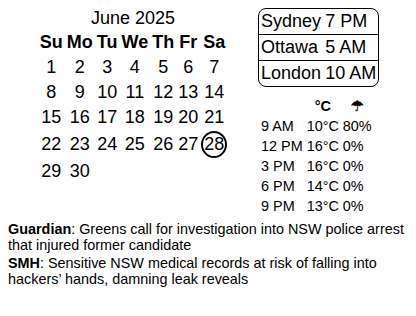 June 2025
Su Mo Tu We Th Fr Sa
1 2 3 4 5 6 7
8 9 10 11 12 13 14
15 16 17 18 19 20 21
22 23 24 25 26 27 28
29 30
Sydney 7 PM
Ottawa 5 AM
London 10 AM
°C ☂
9 AM 10°C 80%
12 PM 16°C 0%
3 PM 16°C 0%
6 PM 14°C 0%
9 PM 13°C 0%
Guardian: Greens call for investigation into NSW police arrest
that injured former candidate
SMH: Sensitive NSW medical records at risk of falling into
hackers’ hands, damning leak reveals